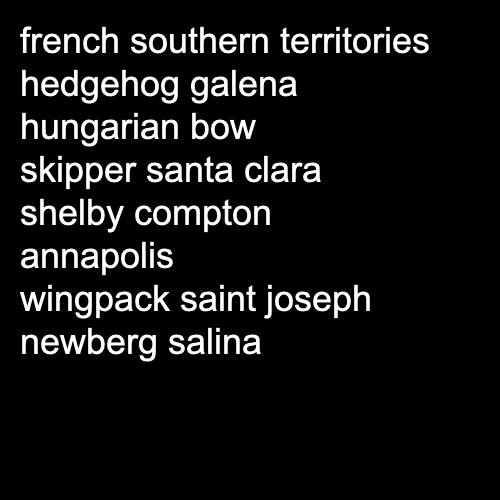 french southern territories
hedgehog galena
hungarian bow
skipper santa clara
shelby compton
annapolis
wingpack saint joseph
newberg salina